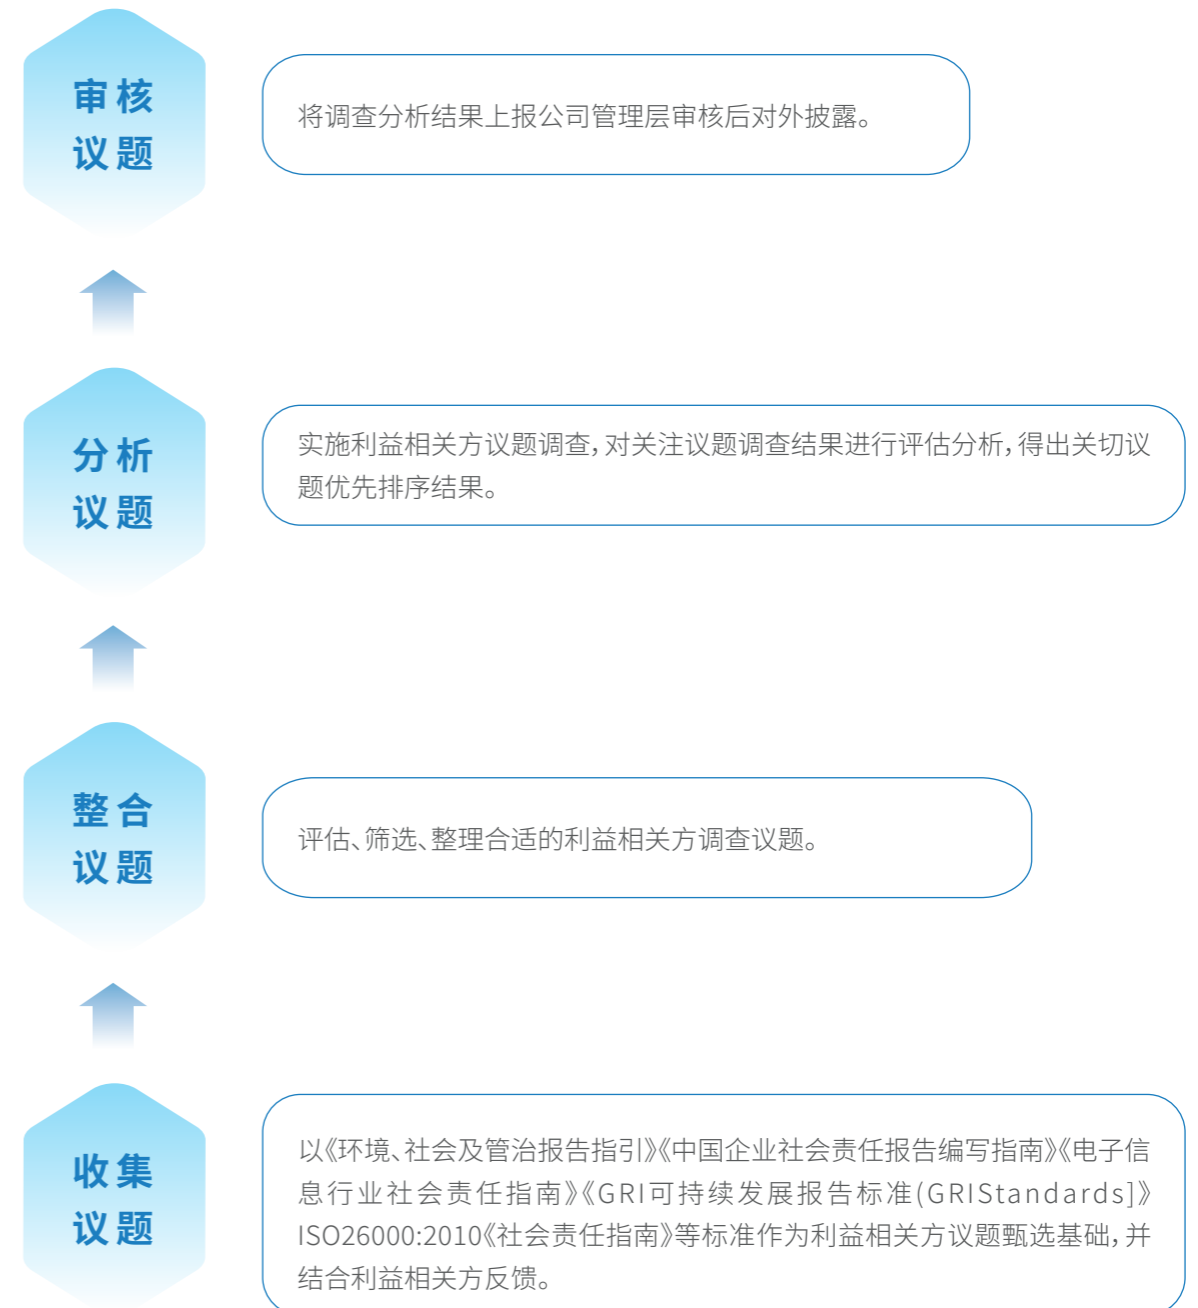 审核
议题
将调查分析结果上报公司管理层审核后对外披露。
分析
议题
实施利益相关方议题调查，对关注议题调查结果进行评估分析，得出关切议
题优先排序结果。
整合
议题
评估、筛选、整理合适的利益相关方调查议题。
收集
议题
以《环境、社会及管治报告指引》《中国企业社会责任报告编写指南》《电子信
息行业社会责任指南》《GRI可持续发展报告标准(GRIStandards]》
ISO26000:2010《社会责任指南》等标准作为利益相关方议题甄选基础，并
结合利益相关方反馈。